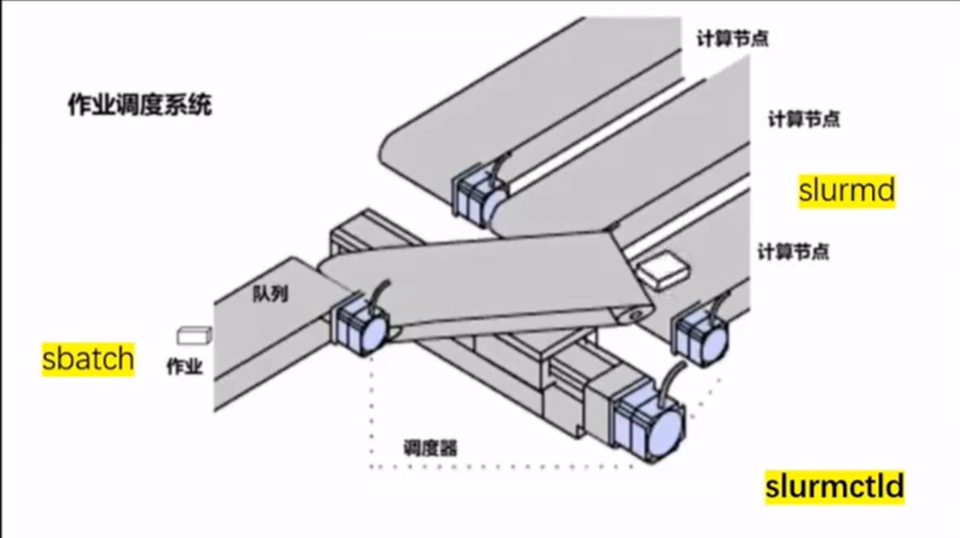 计算节点
作业调度系统
计算节点
slurmd
计算节点
队列
sbatch
作业
调度器
slurmctld